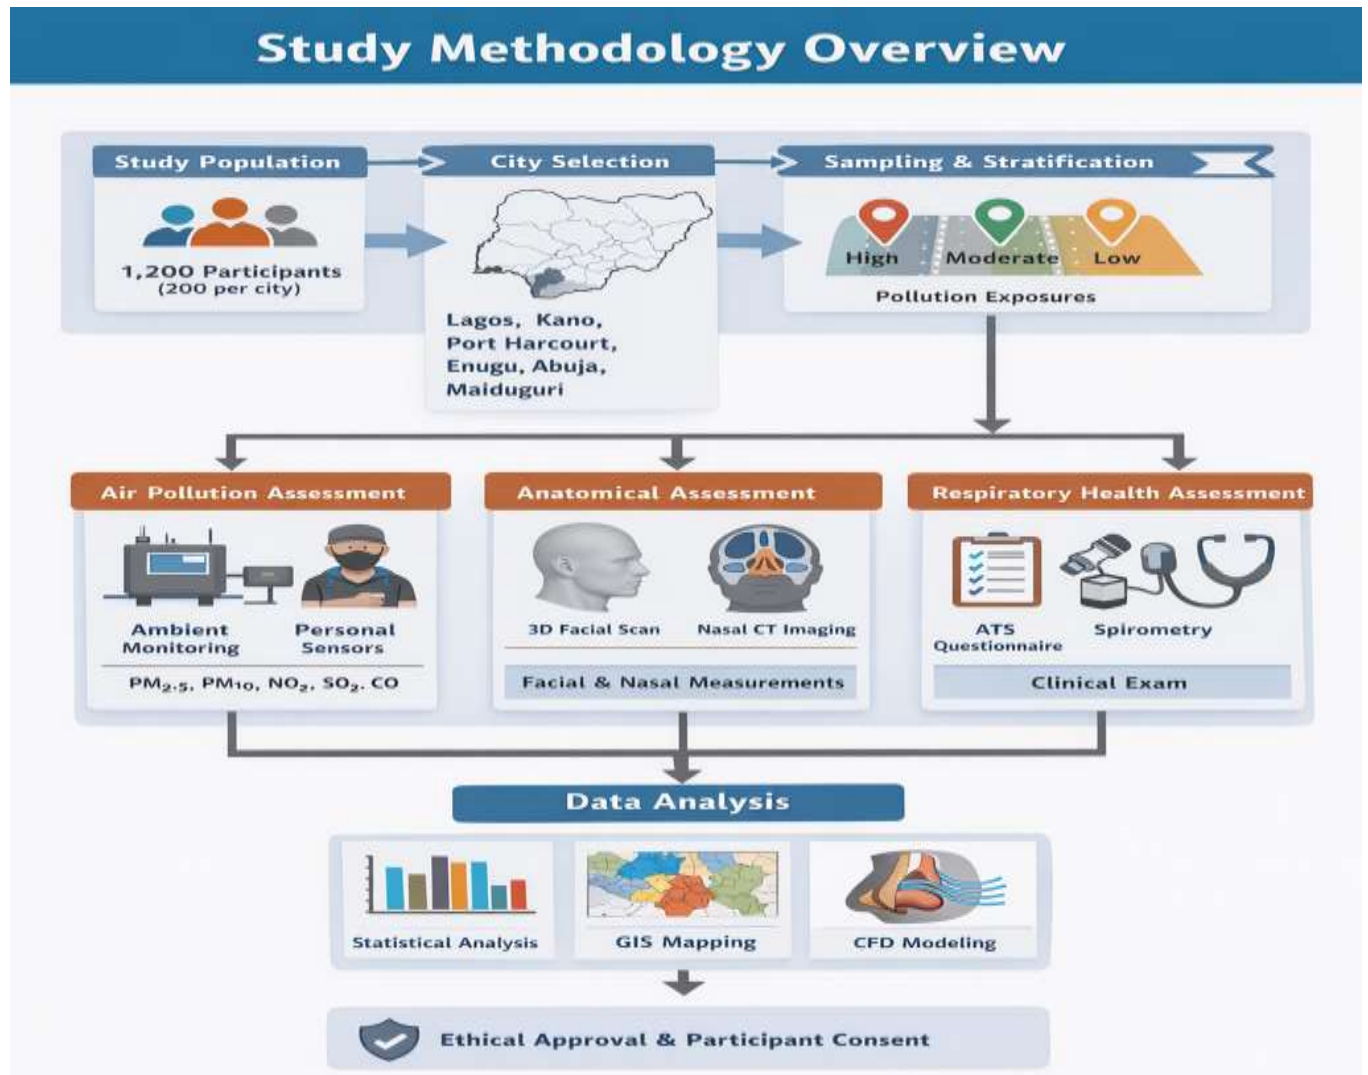 Study Methodology Overview
Study Population
1,200 Participants
(200 per city)
City Selection
Lagos, Kano,
Port Harcourt,
Enugu, Abuja,
Maiduguri
Sampling & Stratification
High
Moderate
Low
Pollution Exposures
Air Pollution Assessment
Ambient
Monitoring
Personal
Sensors
PM₂.₅, PM₁₀, NO₂, SO₂. CO
Anatomical Assessment
3D Facial Scan
Nasal CT Imaging
Facial & Nasal Measurements
Respiratory Health Assessment
ATS
Questionnaire
Spirometry
Clinical Exam
Data Analysis
Statistical Analysis
GIS Mapping
CFD Modeling
Ethical Approval & Participant Consent